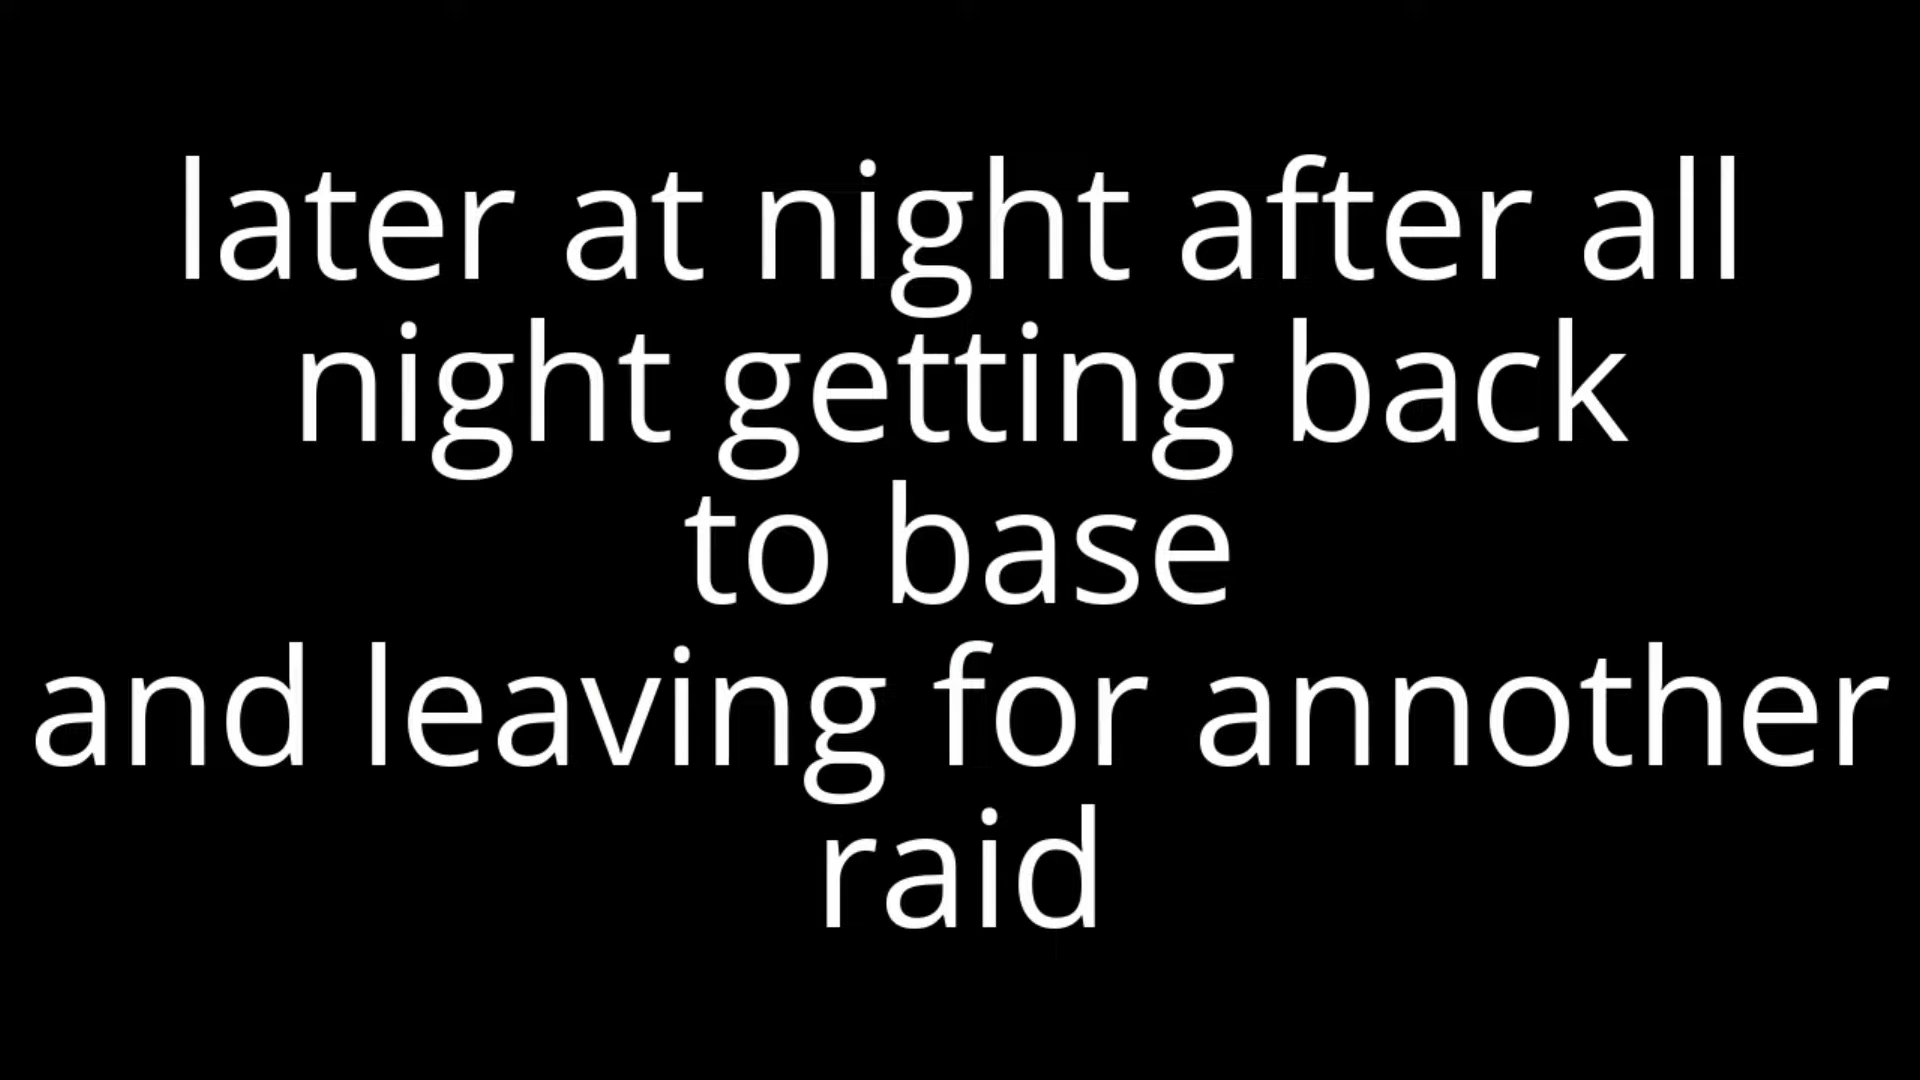 later at night after all
night getting back
to base
and leaving for annother
raid